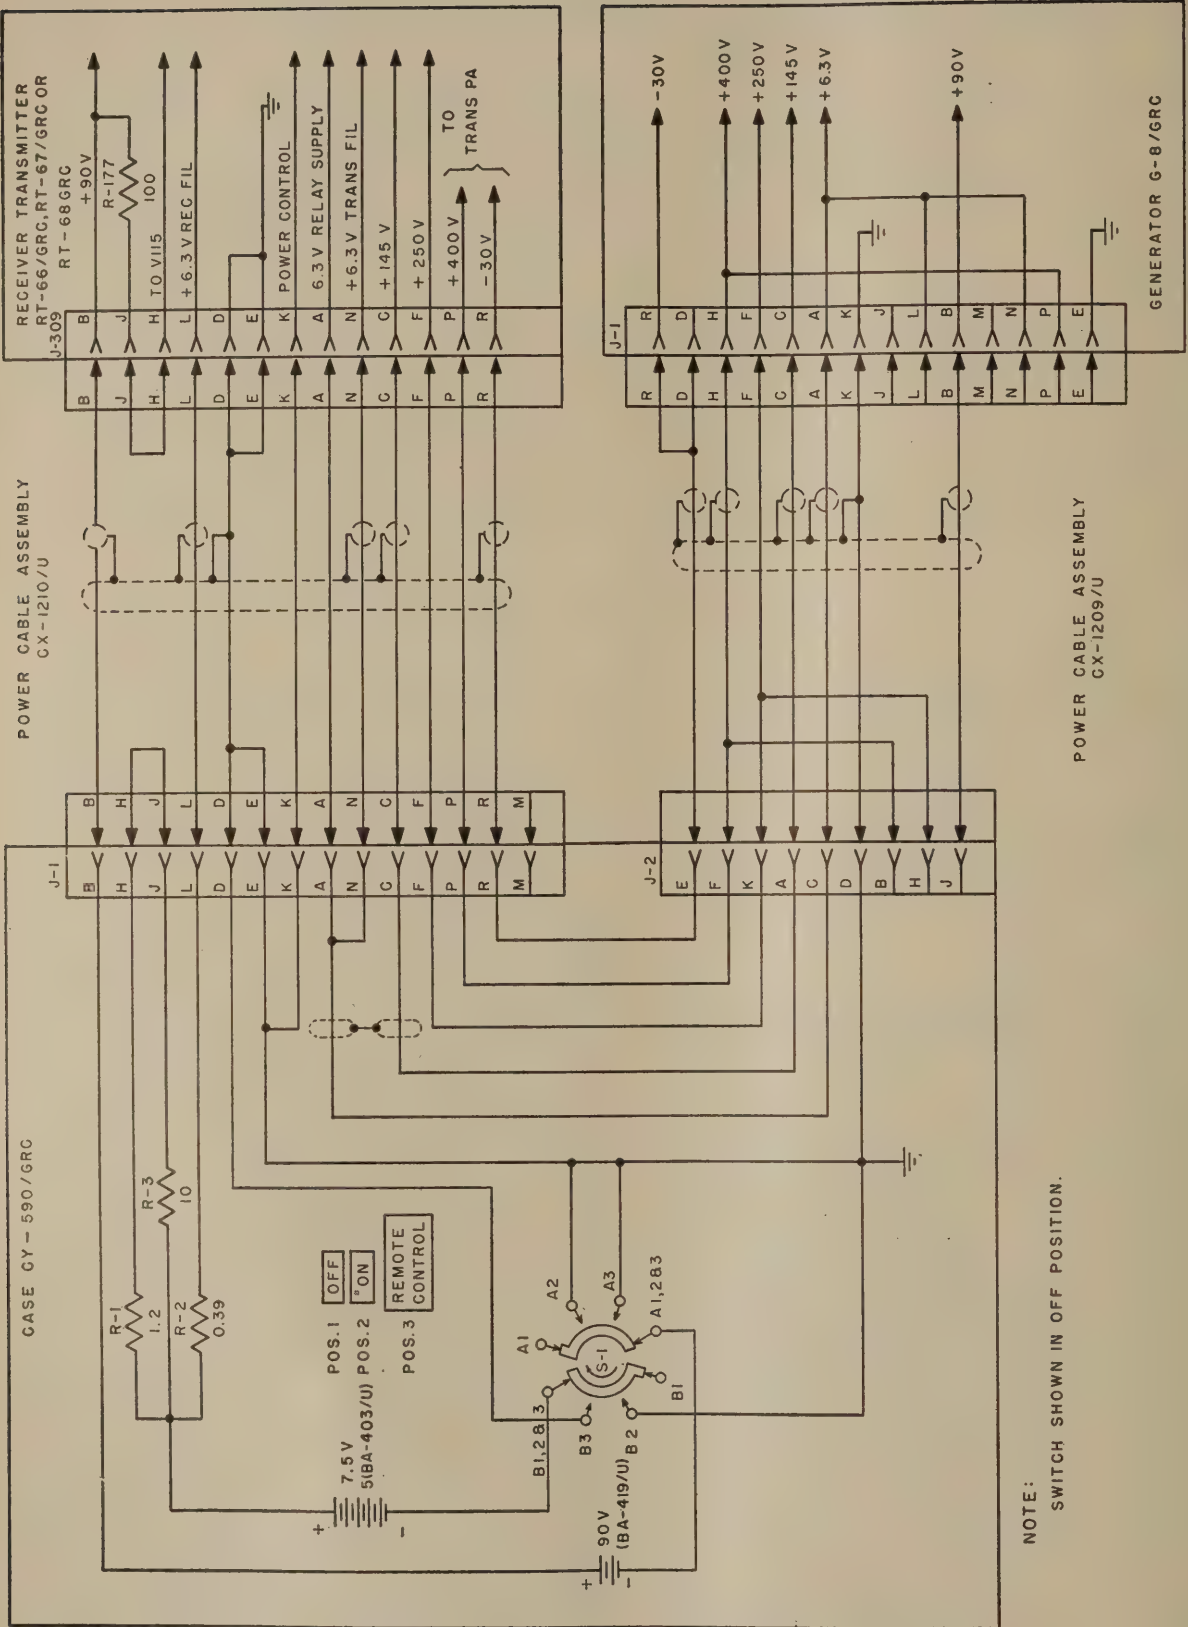 RECEIVER TRANSMITTER
RT-66/GRC, RT-67/GRC OR
RT-68GRC
J-309
B
+90V
R-177
100
J
H
TO V115
L
+6.3V REC FIL
D
E
K
POWER CONTROL
A
6.3V RELAY SUPPLY
N
+6.3V TRANS FIL
C
+145 V
F
+250V
P
+400V
R
-30V
TO
TRANS PA
B
J
H
L
D
E
K
A
N
C
F
P
R
POWER CABLE ASSEMBLY
CX-1210/U
B
H
J
L
D
E
K
A
N
C
F
P
R
M
J-1
B
H
J
L
D
E
K
A
N
C
F
P
R
M
CASE CY-590/GRC
R-1
1.2
R-3
10
R-2
0.39
POS.1 OFF
POS.2 "ON
POS.3 REMOTE
CONTROL
+
7.5V
5(BA-403/U)
-
+
90V
(BA-419/U)
-
B1,2&3
B3
B2
B1
S-1
A1
A2
A3
A1,2&3
J-2
E
F
K
A
C
D
B
H
J
POWER CABLE ASSEMBLY
CX-1209/U
R
D
H
F
C
A
K
J
L
B
M
N
P
E
J-1
R
D
H
F
C
A
K
J
L
B
M
N
P
E
-30V
+400V
+250V
+145V
+6.3V
+90V
GENERATOR G-8/GRC
NOTE:
SWITCH SHOWN IN OFF POSITION.